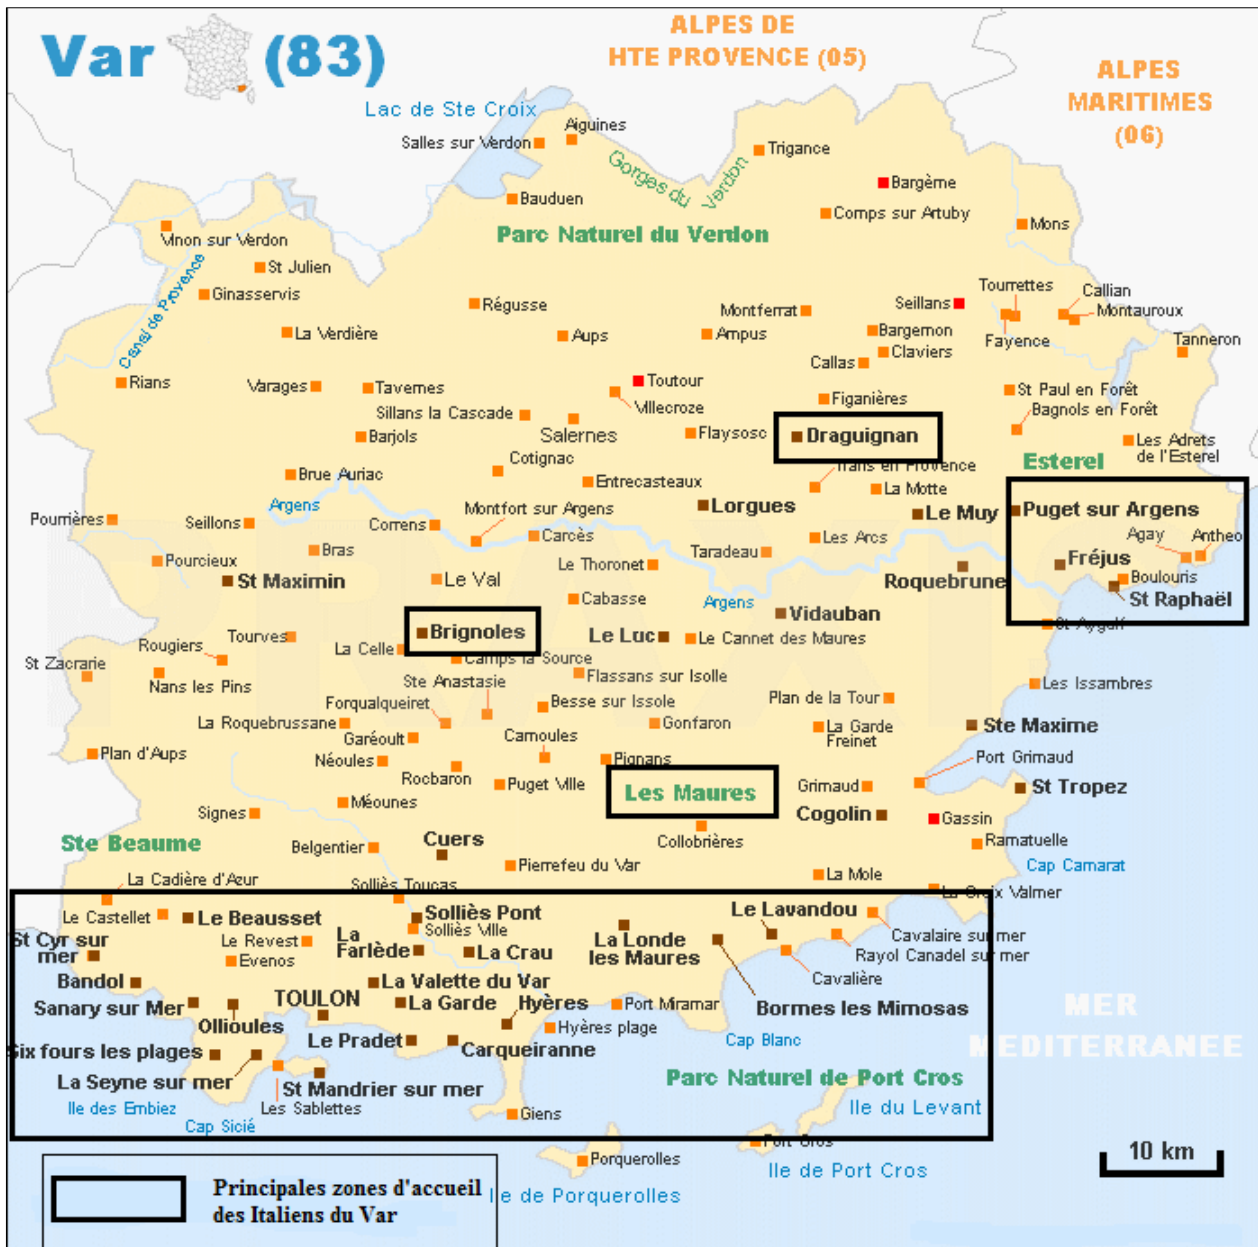 Var (83)
ALPES DE
HTE PROVENCE (05)
ALPES
MARITIMES
(06)
Lac de Ste Croix
Aiguines
Salles sur Verdon
Trigance
Gorges du Verdon
Bargème
Bauduen
Comps sur Artuby
Mons
Vinon sur Verdon
Parc Naturel du Verdon
St Julien
Canal de Provence
Ginasservis
Régusse
Montferrat
Seillans
Tourrettes
Callian
Montauroux
La Verdière
Aups
Ampus
Bargemon
Fayence
Tanneron
Claviers
Callas
Rians
Varages
Tavernes
Toutour
Villecroze
Figanières
St Paul en Forêt
Bagnols en Forêt
Sillans la Cascade
Salernes
Barjols
Flaysosc
Draguignan
Les Adrets
de l'Esterel
Esterel
Cotignac
Brue Auriac
Entrecasteaux
Trans en Provence
La Motte
Argens
Montfort sur Argens
Lorgues
Le Muy
Puget sur Argens
Pourrières
Seillons
Correns
Carcès
Taradeau
Les Arcs
Agay
Antheo
Pourcieux
Bras
Le Thoronet
Roquebrune
Fréjus
Boulouris
St Maximin
Le Val
Cabasse
Argens
Vidauban
St Raphaël
Tourves
Brignoles
Le Luc
Le Cannet des Maures
St Aygulf
Rougiers
La Celle
Camps la Source
St Zacrarie
Nans les Pins
Ste Anastasie
Flassans sur Isolle
Les Issambres
Forqualqueiret
Besse sur Issole
Plan de la Tour
La Roquebrussane
Gonfaron
La Garde
Freinet
Ste Maxime
Garéoult
Camoules
Plan d'Aups
Néoules
Rocbaron
Pignans
Port Grimaud
Puget Ville
Les Maures
Grimaud
St Tropez
Méounes
Signes
Cogolin
Gassin
Ste Beaume
Belgentier
Cuers
Collobrières
Ramatuelle
Pierrefeu du Var
Cap Camarat
La Cadière d'Azur
Solliès Toucas
La Mole
La Croix Valmer
Le Castellet
Le Beausset
Solliès Pont
Le Lavandou
St Cyr sur
mer
Le Revest
La
Farlède
Solliès Ville
La Londe
les Maures
Cavalaire sur mer
Evenos
La Crau
Rayol Canadel sur mer
Cavalière
Bandol
La Valette du Var
Sanary sur Mer
TOULON
La Garde
Hyères
Port Miramar
Bormes les Mimosas
MER
MEDITERRANEE
Ollioules
Hyères plage
Le Pradet
Carqueiranne
Cap Blanc
Six fours les plages
La Seyne sur mer
St Mandrier sur mer
Parc Naturel de Port Cros
Ile des Embiez
Les Sablettes
Giens
Ile du Levant
Cap Sicié
Port Cros
Porquerolles
Ile de Port Cros
10 km
Ile de Porquerolles
Principales zones d'accueil
des Italiens du Var